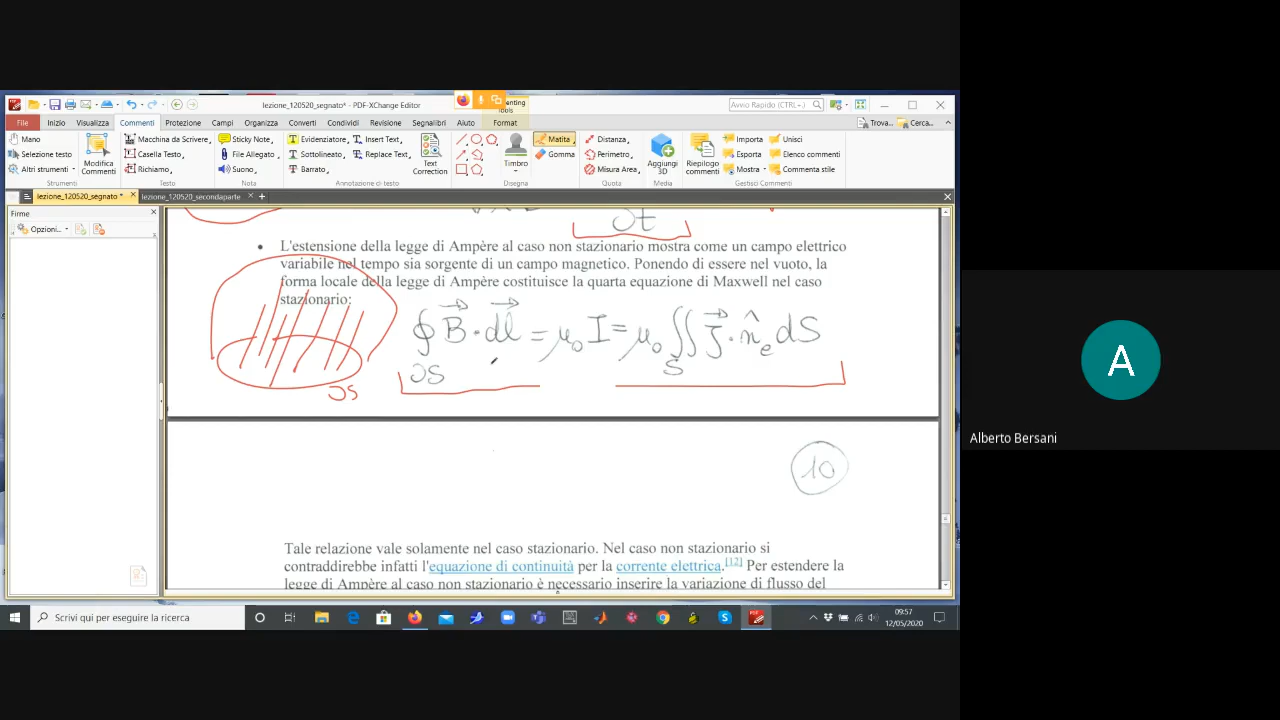 lezione_120520_segnato* - PDF-XChange Editor
enting Tools
Avvio Rapido (CTRL+.)
File Inizio Visualizza Commenti Protezione Campi Organizza Converti Condividi Revisione Segnalibri Aiuto Format Trova... Cerca...
Mano
Selezione testo
Altri strumenti
Strumenti
Modifica Commenti
Macchina da Scrivere
Casella Testo
Richiamo
Testo
Sticky Note
File Allegato
Suono
Nota
Evidenziatore Insert Text
Sottolineato Replace Text
Barrato
Text Correction
Annotazione di testo
Timbro
Matita
Gomma
Disegna
Distanza
Perimetro
Misura Area
Quota
Aggiungi 3D
Media
Riepilogo commenti
Importa
Esporta
Mostra
Unisci
Elenco commenti
Commenta stile
Gestisci Commenti
lezione_120520_segnato * lezione_120520_secondaparte
Firme
Opzioni...
∂t
• L'estensione della legge di Ampère al caso non stazionario mostra come un campo elettrico
variabile nel tempo sia sorgente di un campo magnetico. Ponendo di essere nel vuoto, la
forma locale della legge di Ampère costituisce la quarta equazione di Maxwell nel caso
stazionario:
∮ B⃗ · dl⃗ = μ₀ I = μ₀ ∬ J⃗ · n̂ₑ dS
∂S S
∂S
10
Tale relazione vale solamente nel caso stazionario. Nel caso non stazionario si
contraddirebbe infatti l'equazione di continuità per la corrente elettrica.[12] Per estendere la
legge di Ampère al caso non stazionario è necessario inserire la variazione di flusso del
Scrivi qui per eseguire la ricerca
09:57
12/05/2020
A
Alberto Bersani